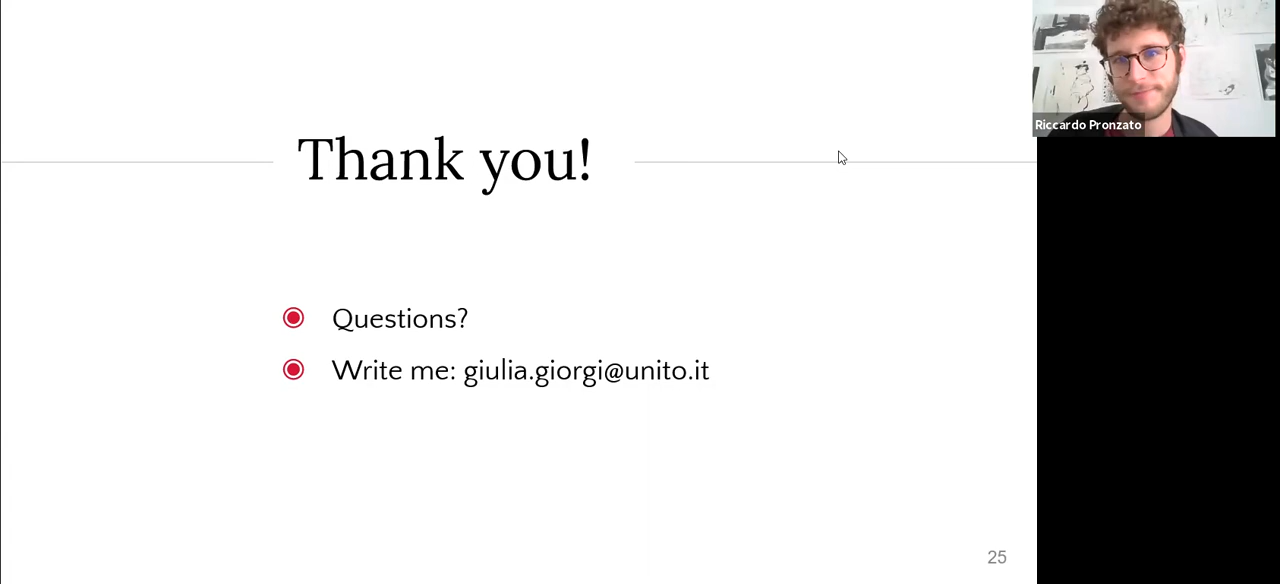 Thank you!
Questions?
Write me: giulia.giorgi@unito.it
25
Riccardo Pronzato